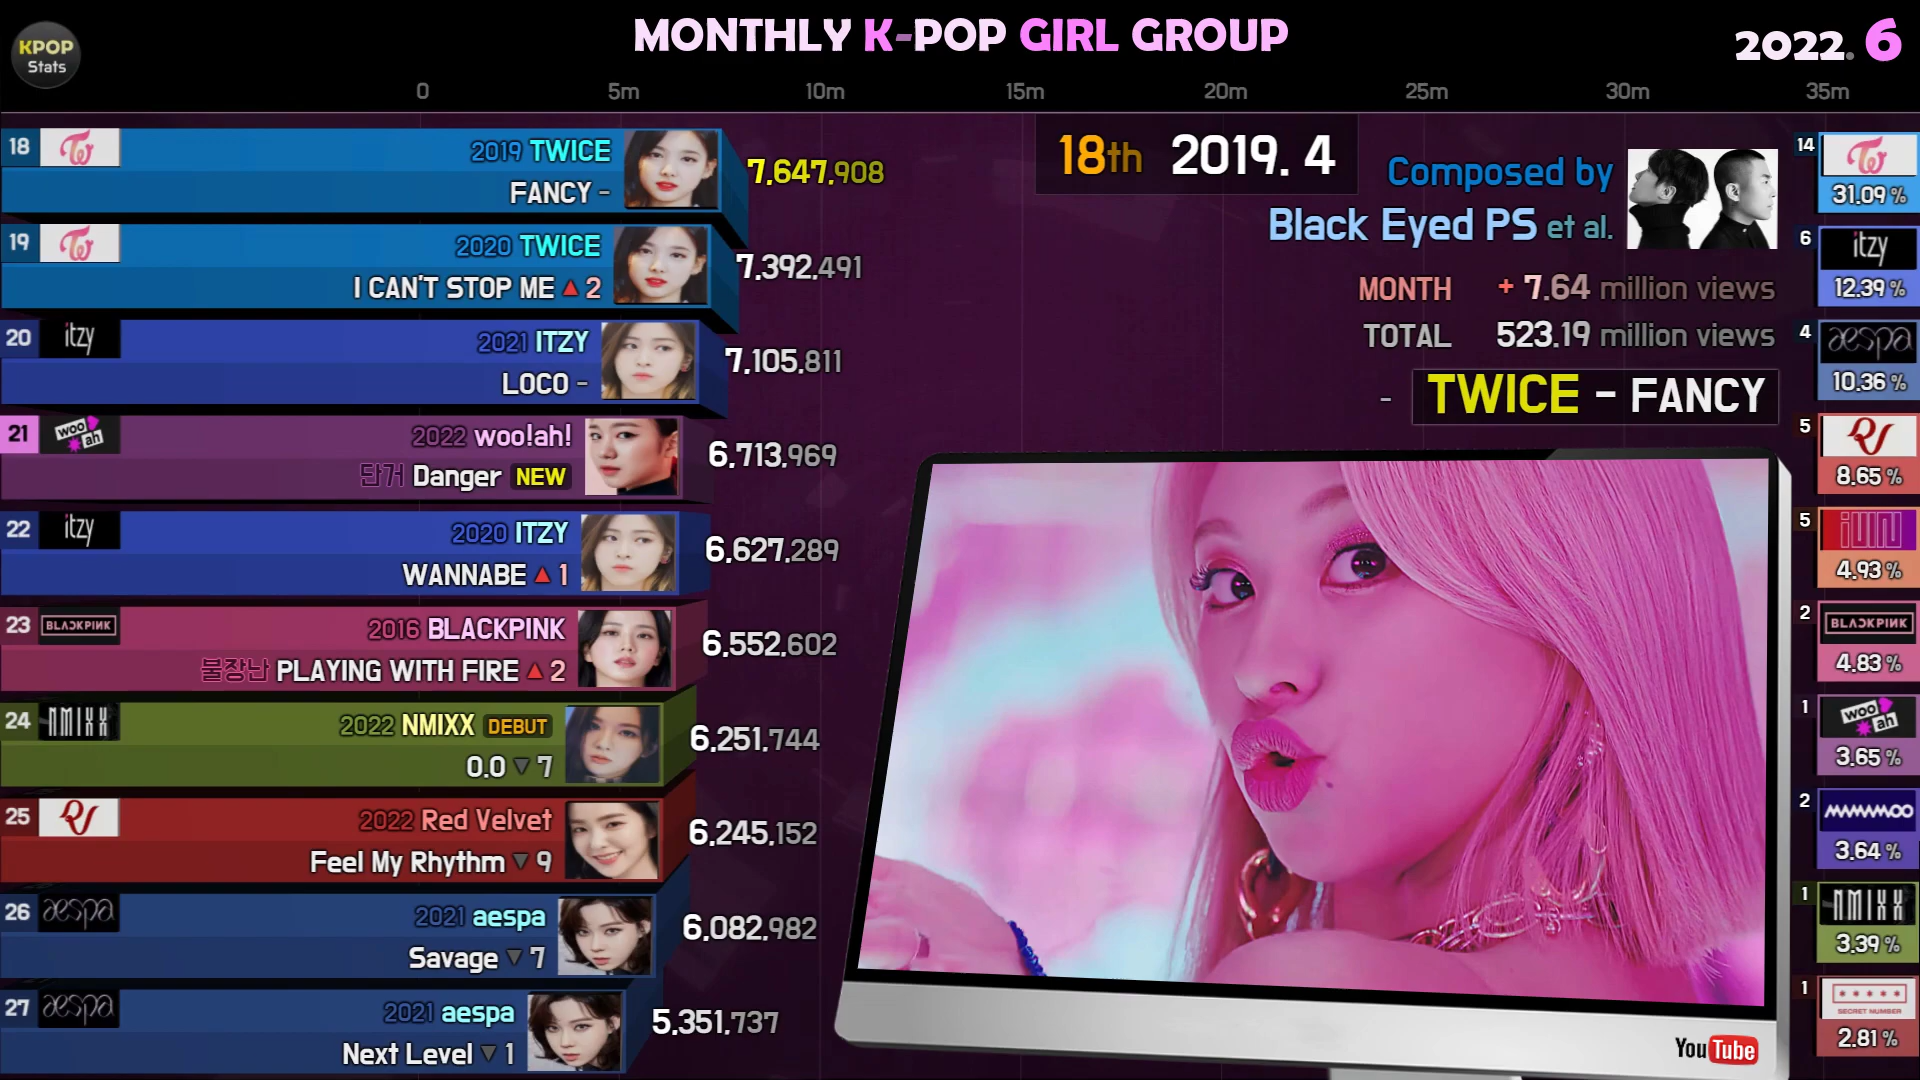 KPOP
Stats
MONTHLY K-POP GIRL GROUP
2022. 6
0 5m 10m 15m 20m 25m 30m 35m
18 2019 TWICE
FANCY -
7,647,908
19 2020 TWICE
I CAN'T STOP ME ▲ 2
7,392,491
20 itzy 2021 ITZY
LOCO -
7,105,811
21 woo ah 2022 woo!ah!
단거 Danger NEW
6,713,969
22 itzy 2020 ITZY
WANNABE ▲ 1
6,627,289
23 BLACKPINK 2016 BLACKPINK
불장난 PLAYING WITH FIRE ▲ 2
6,552,602
24 NMIXX 2022 NMIXX DEBUT
O.O ▼ 7
6,251,744
25 RV 2022 Red Velvet
Feel My Rhythm ▼ 9
6,245,152
26 aespa 2021 aespa
Savage ▼ 7
6,082,982
27 aespa 2021 aespa
Next Level ▼ 1
5,351,737
18th 2019. 4
Composed by
Black Eyed PS et al.
MONTH + 7.64 million views
TOTAL 523.19 million views
- TWICE - FANCY
YouTube
14
31.09 %
6 itzy
12.39 %
4 aespa
10.36 %
5 RV
8.65 %
5
4.93 %
2 BLACKPINK
4.83 %
1 woo ah
3.65 %
2 MAMAMOO
3.64 %
1 NMIXX
3.39 %
1 SECRET NUMBER
2.81 %